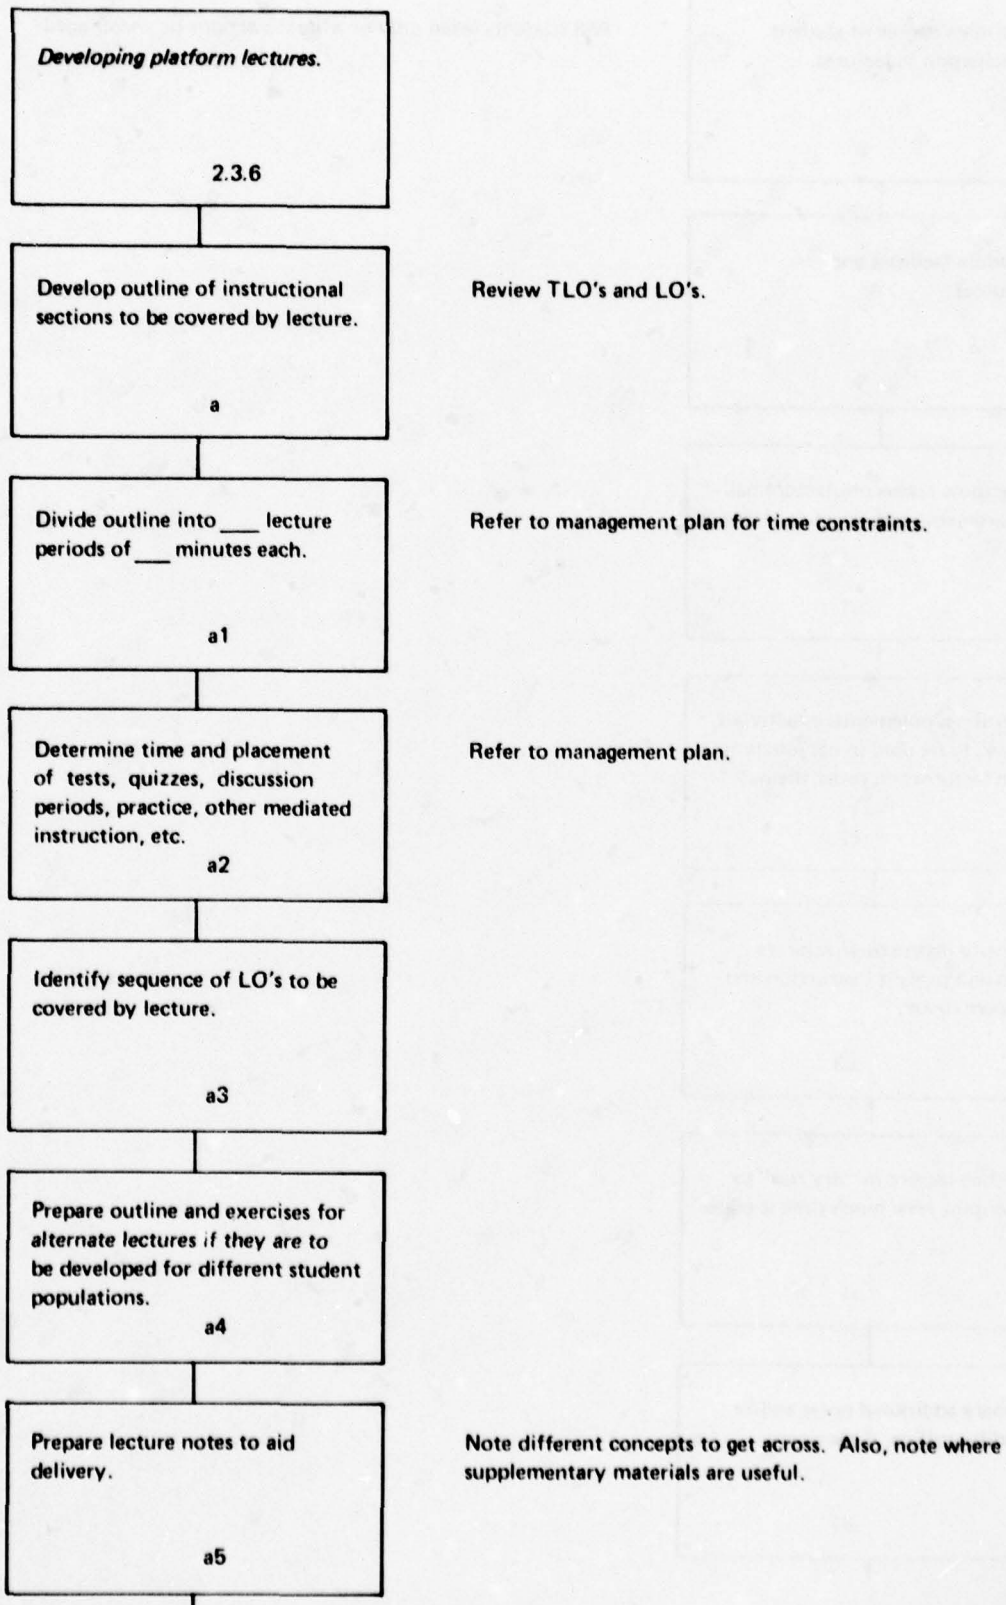 Developing platform lectures.
2.3.6
Develop outline of instructional
sections to be covered by lecture.
a
Review TLO's and LO's.
Divide outline into ___ lecture
periods of ___ minutes each.
a1
Refer to management plan for time constraints.
Determine time and placement
of tests, quizzes, discussion
periods, practice, other mediated
instruction, etc.
a2
Refer to management plan.
Identify sequence of LO's to be
covered by lecture.
a3
Prepare outline and exercises for
alternate lectures if they are to
be developed for different student
populations.
a4
Prepare lecture notes to aid
delivery.
a5
Note different concepts to get across. Also, note where
supplementary materials are useful.